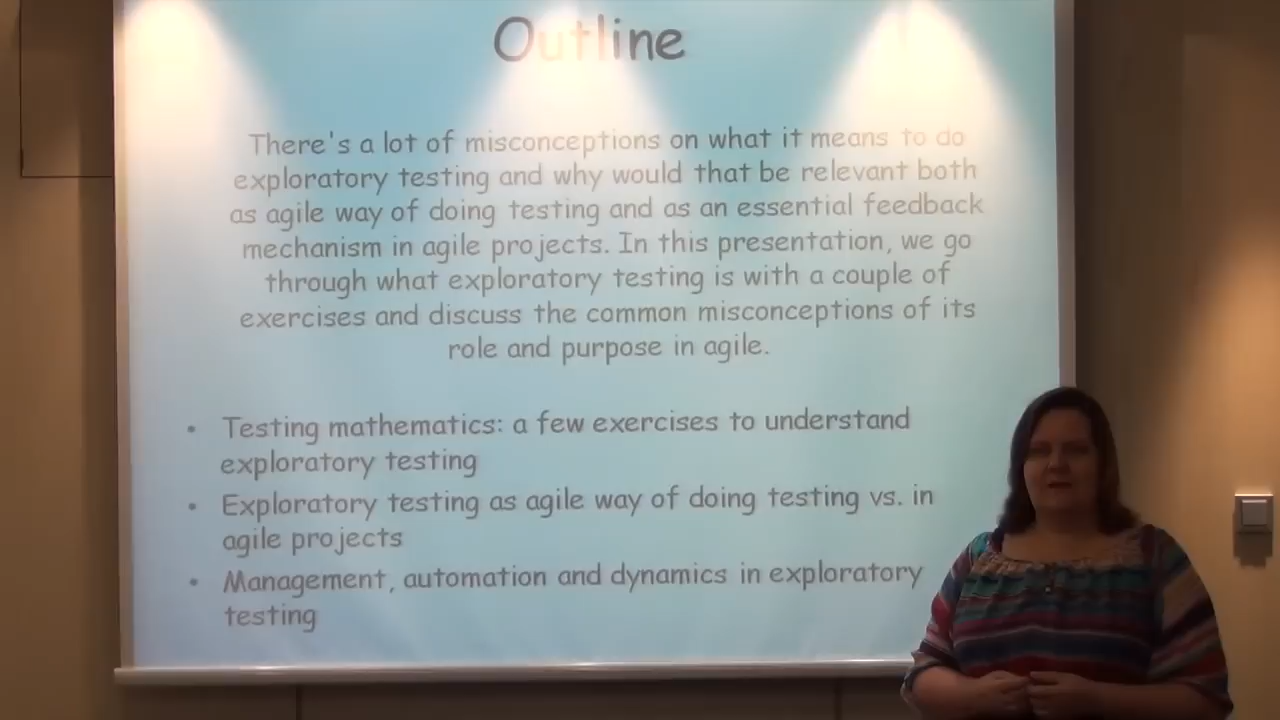 Outline
There's a lot of misconceptions on what it means to do
exploratory testing and why would that be relevant both
as agile way of doing testing and as an essential feedback
mechanism in agile projects. In this presentation, we go
through what exploratory testing is with a couple of
exercises and discuss the common misconceptions of its
role and purpose in agile.
• Testing mathematics: a few exercises to understand
exploratory testing
• Exploratory testing as agile way of doing testing vs. in
agile projects
• Management, automation and dynamics in exploratory
testing